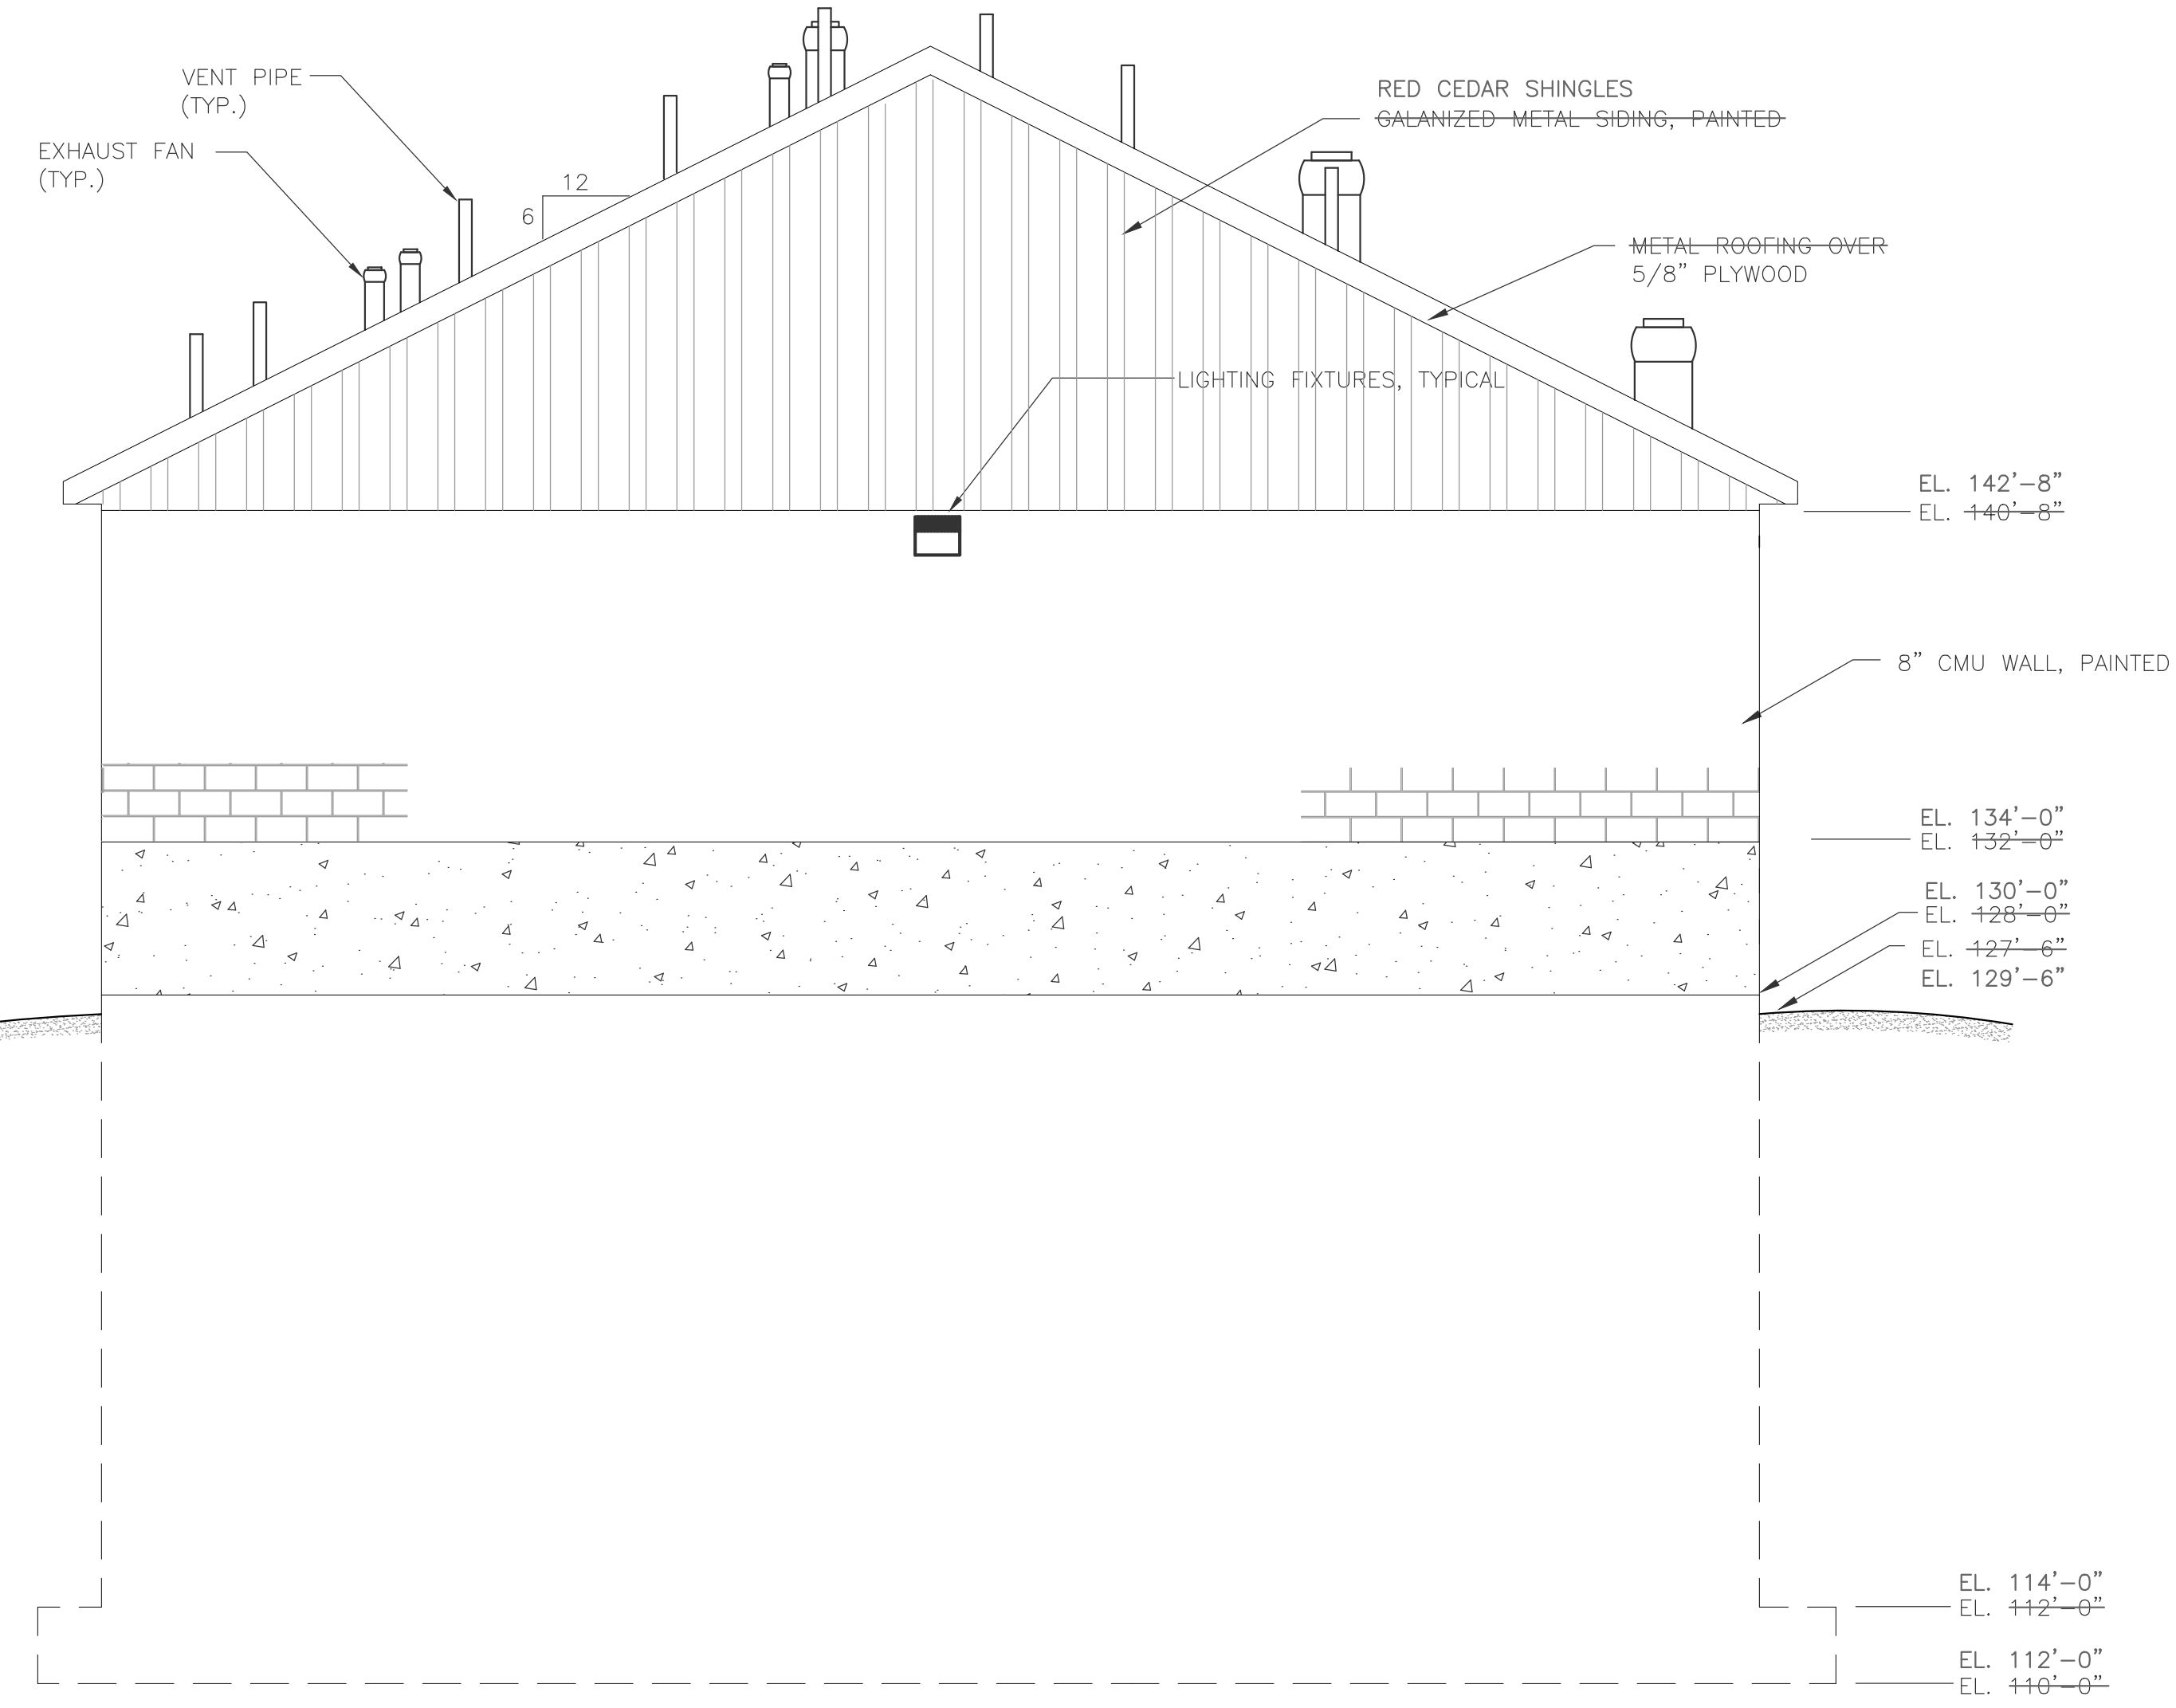 VENT PIPE
(TYP.)
EXHAUST FAN
(TYP.)
12
6
RED CEDAR SHINGLES
GALANIZED METAL SIDING, PAINTED
METAL ROOFING OVER
5/8" PLYWOOD
LIGHTING FIXTURES, TYPICAL
EL. 142'-8"
EL. 140'-8"
8" CMU WALL, PAINTED
EL. 134'-0"
EL. 132'-0"
EL. 130'-0"
EL. 128'-0"
EL. 127'-6"
EL. 129'-6"
EL. 114'-0"
EL. 112'-0"
EL. 112'-0"
EL. 110'-0"